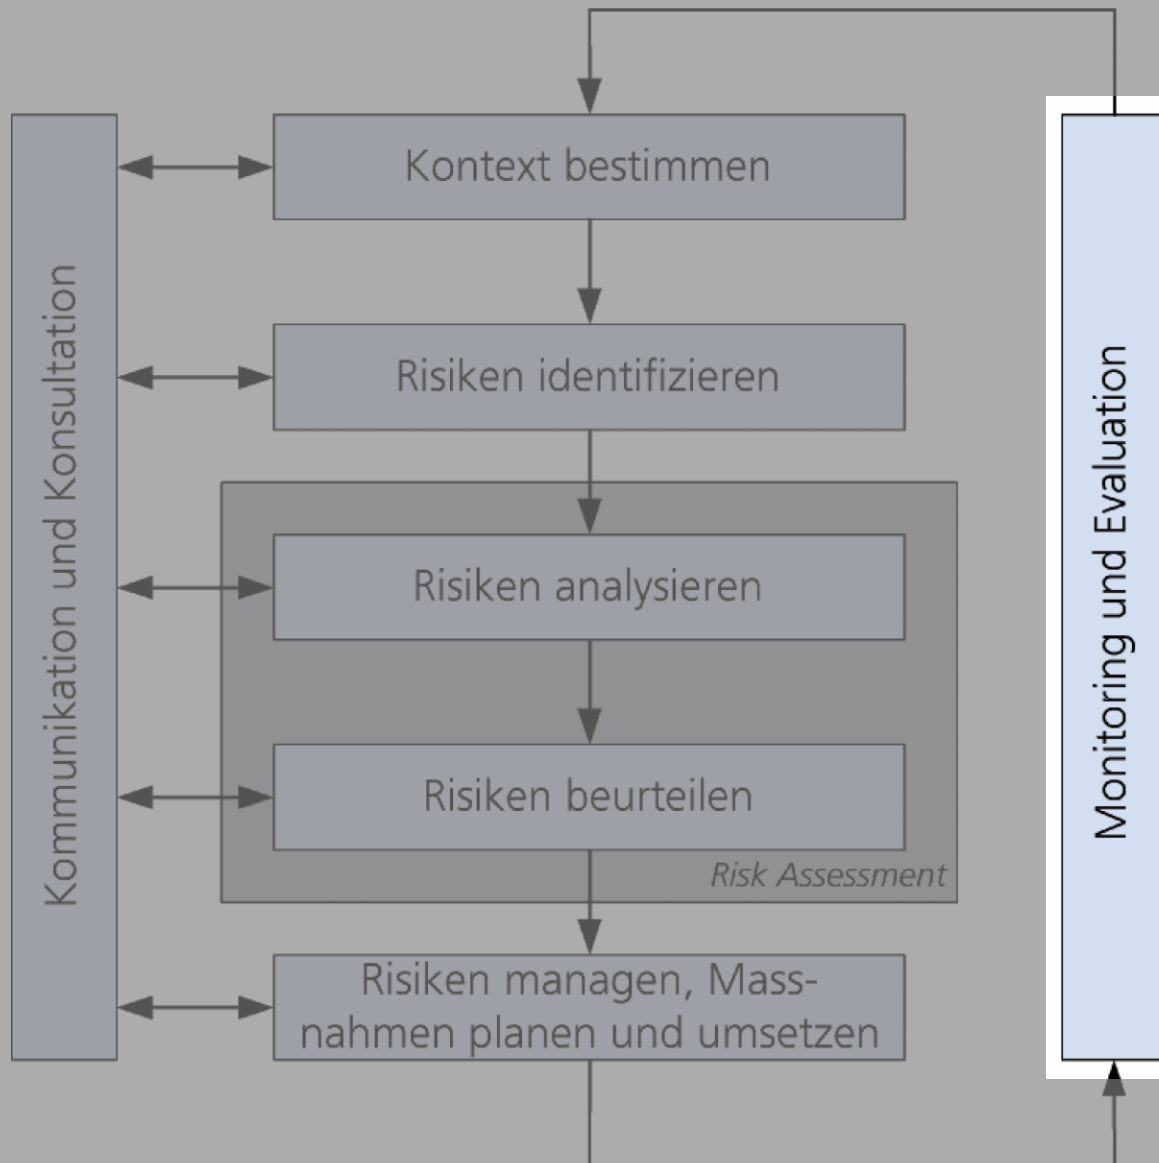 Kontext bestimmen
Risiken identifizieren
Risiken analysieren
Risiken beurteilen
Risk Assessment
Risiken managen, Mass-
nahmen planen und umsetzen
Kommunikation und Konsultation
Monitoring und Evaluation